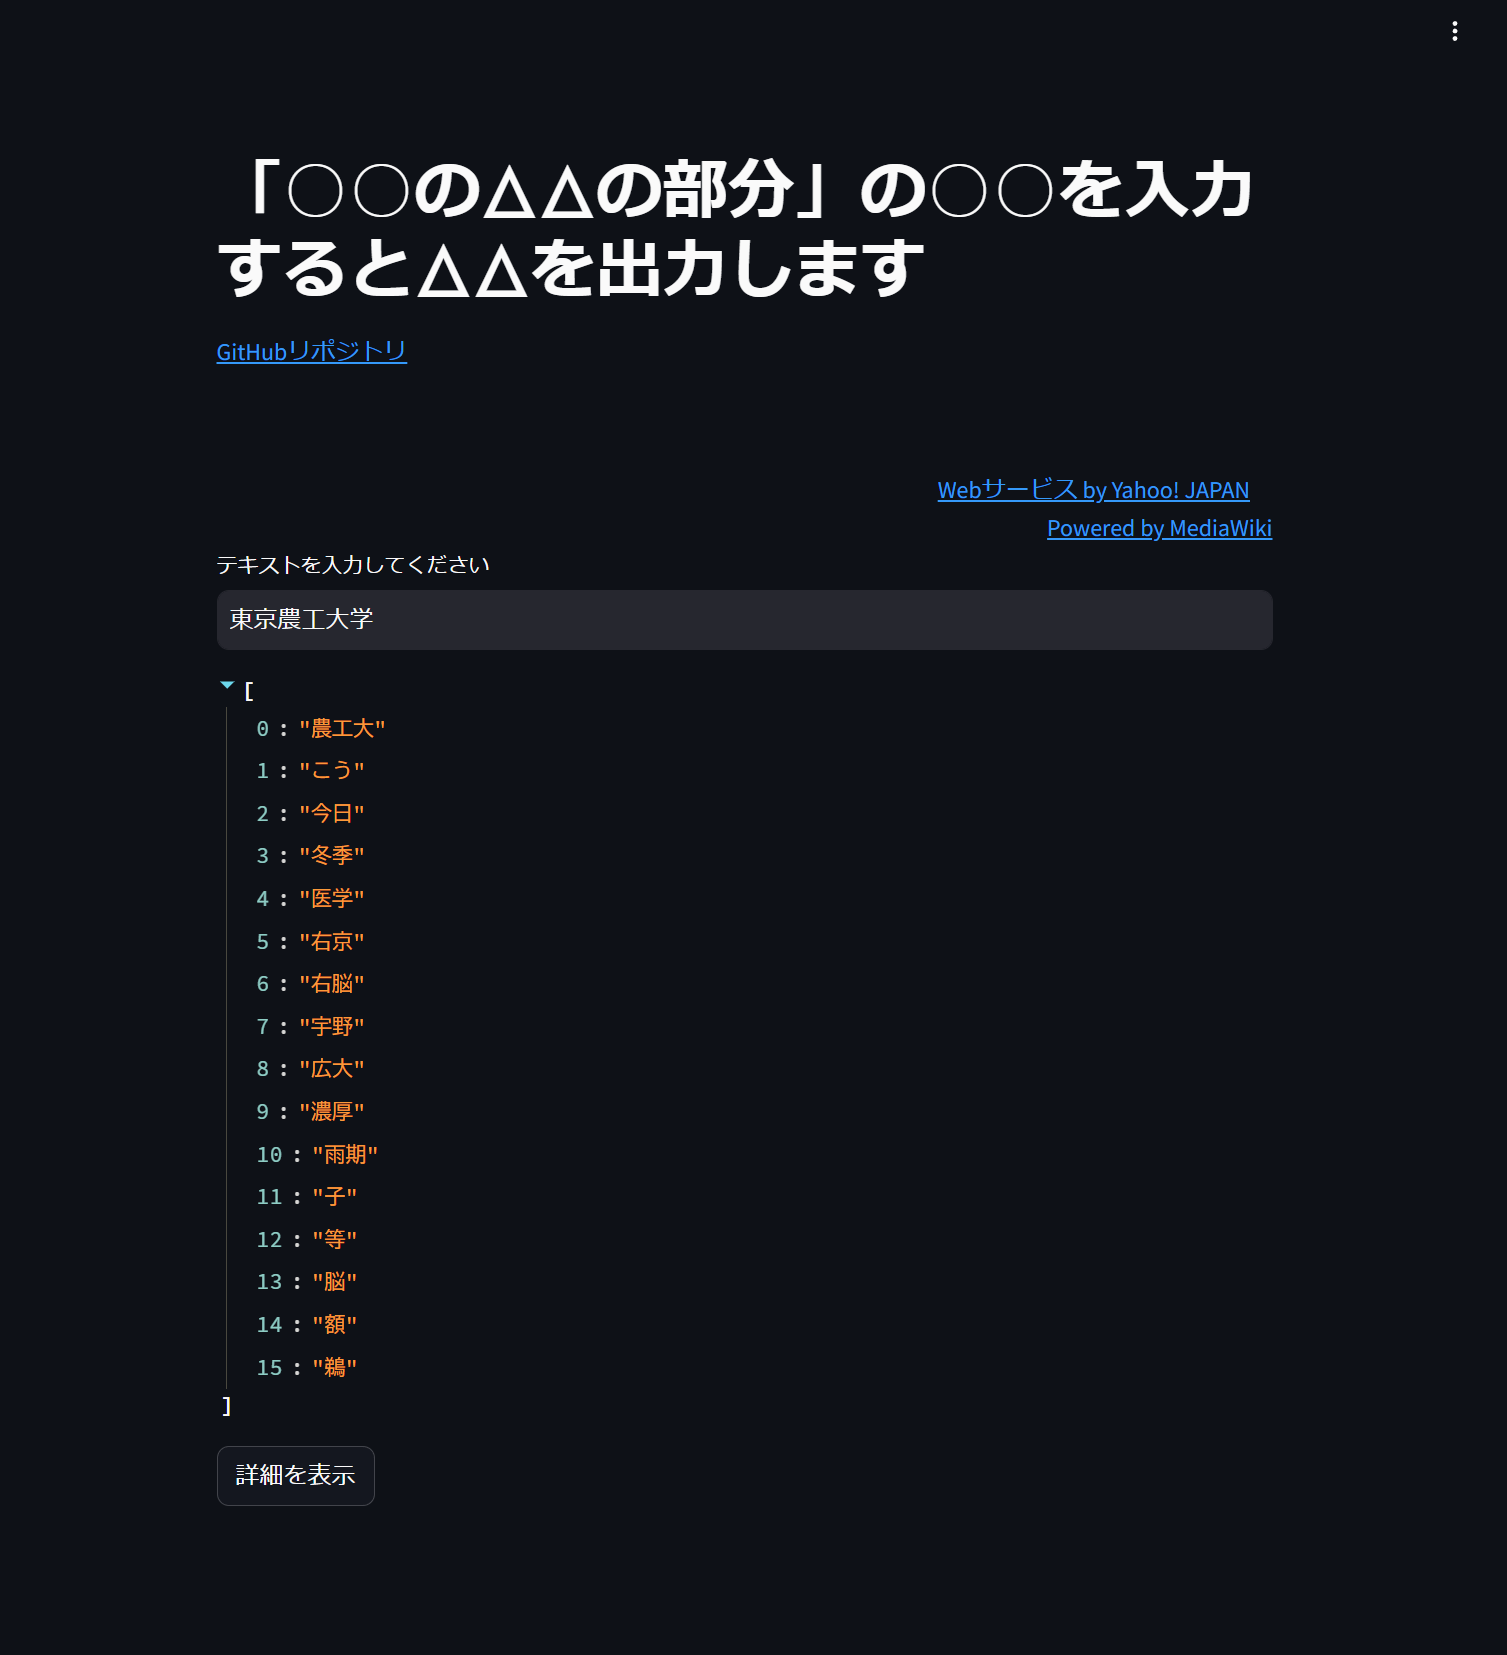 「○○の△△の部分」の○○を入力
すると△△を出力します
GitHubリポジトリ
Webサービス by Yahoo! JAPAN
Powered by MediaWiki
テキストを入力してください
東京農工大学
[
0 : "農工大"
1 : "こう"
2 : "今日"
3 : "冬季"
4 : "医学"
5 : "右京"
6 : "右脳"
7 : "宇野"
8 : "広大"
9 : "濃厚"
10 : "雨期"
11 : "子"
12 : "等"
13 : "脳"
14 : "額"
15 : "鵜"
]
詳細を表示